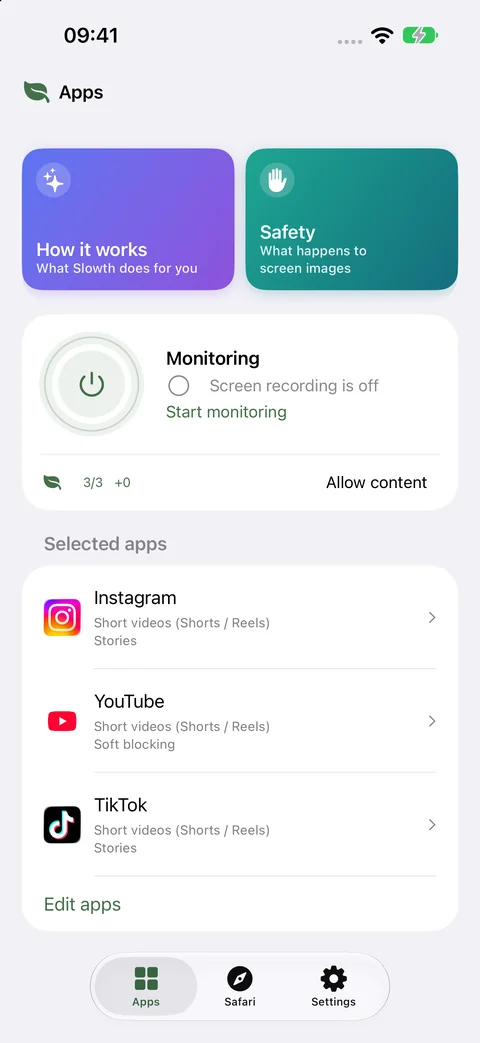 09:41
Apps
How it works
What Slowth does for you
Safety
What happens to
screen images
Monitoring
Screen recording is off
Start monitoring
3/3 +0
Allow content
Selected apps
Instagram
Short videos (Shorts / Reels)
Stories
YouTube
Short videos (Shorts / Reels)
Soft blocking
TikTok
Short videos (Shorts / Reels)
Stories
Edit apps
Apps
Safari
Settings